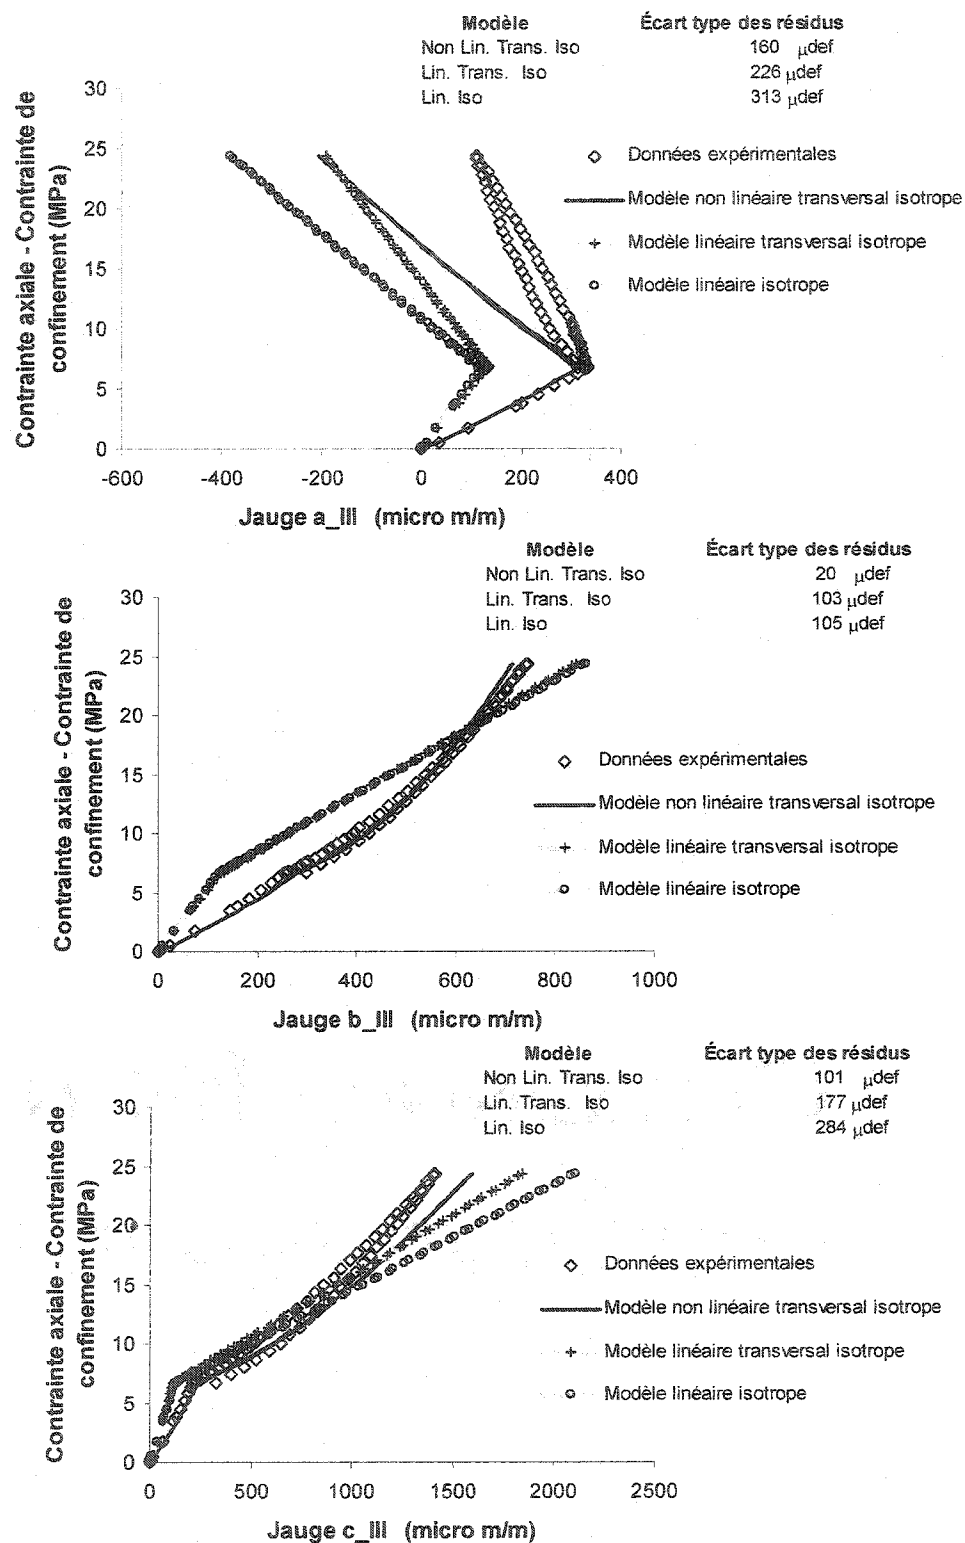 Modèle Écart type des résidus
Non Lin. Trans. Iso 160 μdef
Lin. Trans. Iso 226 μdef
Lin. Iso 313 μdef
Contrainte axiale - Contrainte de
confinement (MPa)
30
25
20
15
10
5
0
-600 -400 -200 0 200 400
Jauge a_III (micro m/m)
Données expérimentales
Modèle non linéaire transversal isotrope
Modèle linéaire transversal isotrope
Modèle linéaire isotrope
Modèle Écart type des résidus
Non Lin. Trans. Iso 20 μdef
Lin. Trans. Iso 103 μdef
Lin. Iso 105 μdef
Contrainte axiale - Contrainte de
confinement (MPa)
30
25
20
15
10
5
0
0 200 400 600 800 1000
Jauge b_III (micro m/m)
Données expérimentales
Modèle non linéaire transversal isotrope
Modèle linéaire transversal isotrope
Modèle linéaire isotrope
Modèle Écart type des résidus
Non Lin. Trans. Iso 101 μdef
Lin. Trans. Iso 177 μdef
Lin. Iso 284 μdef
Contrainte axiale - Contrainte de
confinement (MPa)
30
25
20
15
10
5
0
0 500 1000 1500 2000 2500
Jauge c_III (micro m/m)
Données expérimentales
Modèle non linéaire transversal isotrope
Modèle linéaire transversal isotrope
Modèle linéaire isotrope